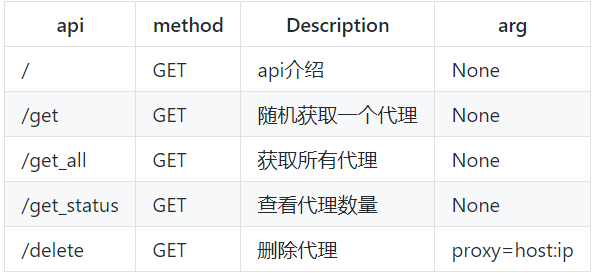 api method Description arg
/ GET api介绍 None
/get GET 随机获取一个代理 None
/get_all GET 获取所有代理 None
/get_status GET 查看代理数量 None
/delete GET 删除代理 proxy=host:ip